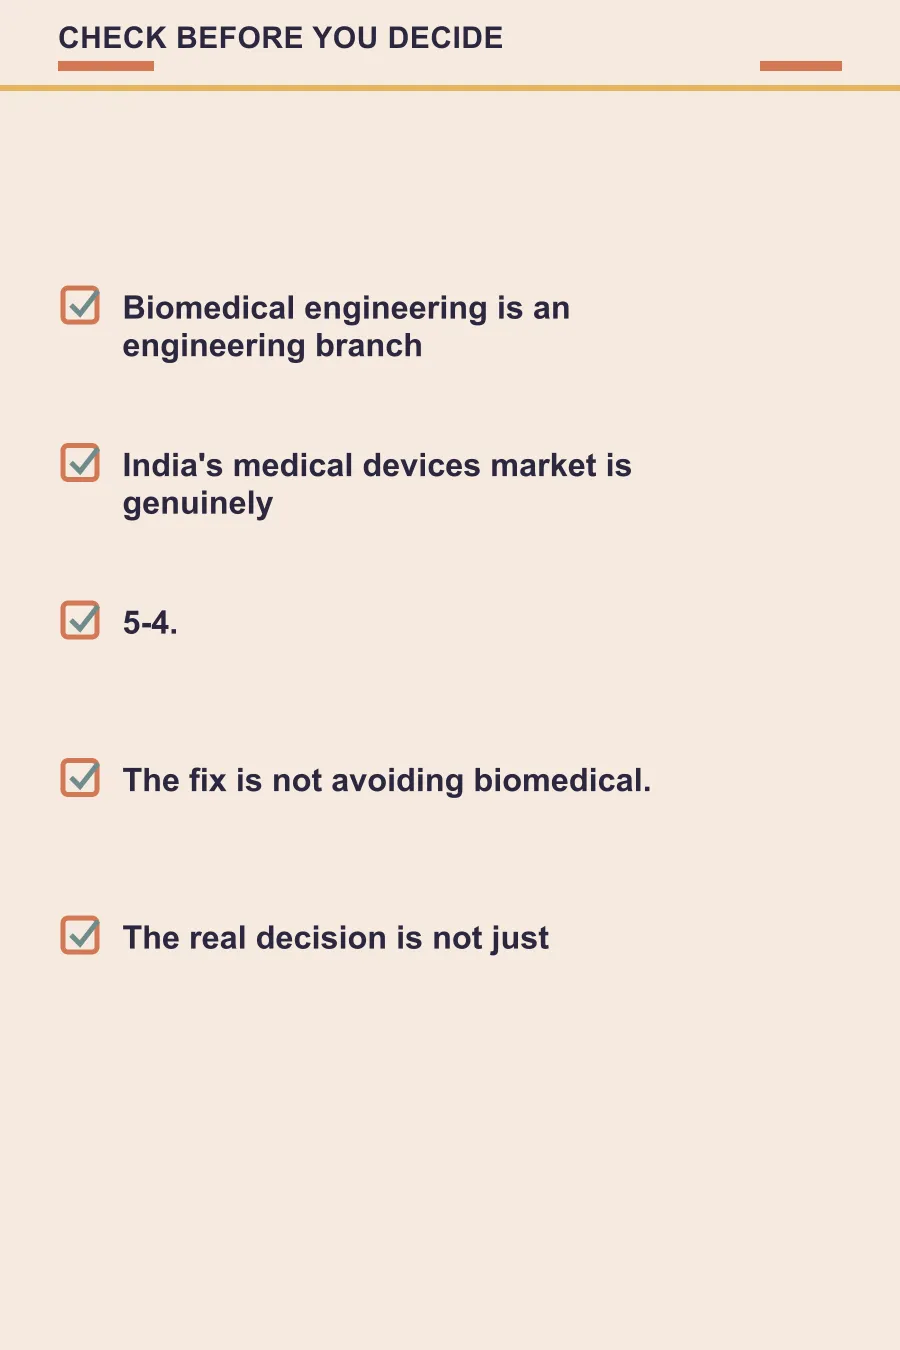 CHECK BEFORE YOU DECIDE
Biomedical engineering is an
engineering branch
India's medical devices market is
genuinely
5-4.
The fix is not avoiding biomedical.
The real decision is not just